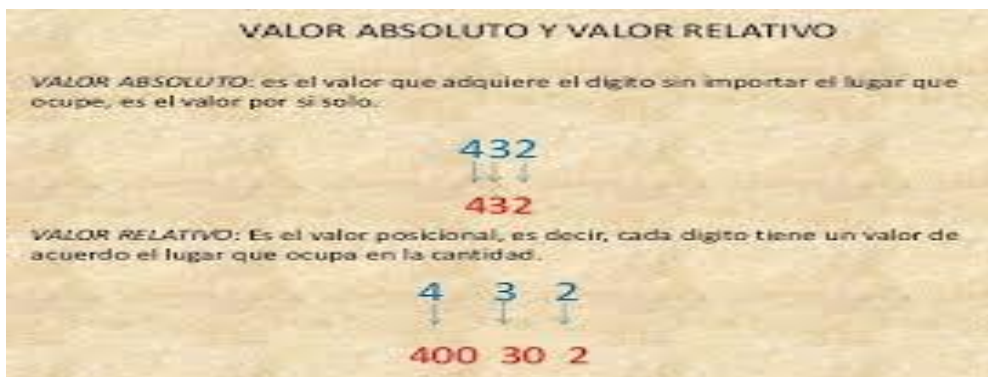 VALOR ABSOLUTO Y VALOR RELATIVO
VALOR ABSOLUTO: es el valor que adquiere el digito sin importar el lugar que
ocupe, es el valor por si solo.
432
432
VALOR RELATIVO: Es el valor posicional, es decir, cada digito tiene un valor de
acuerdo el lugar que ocupa en la cantidad.
4 3 2
400 30 2